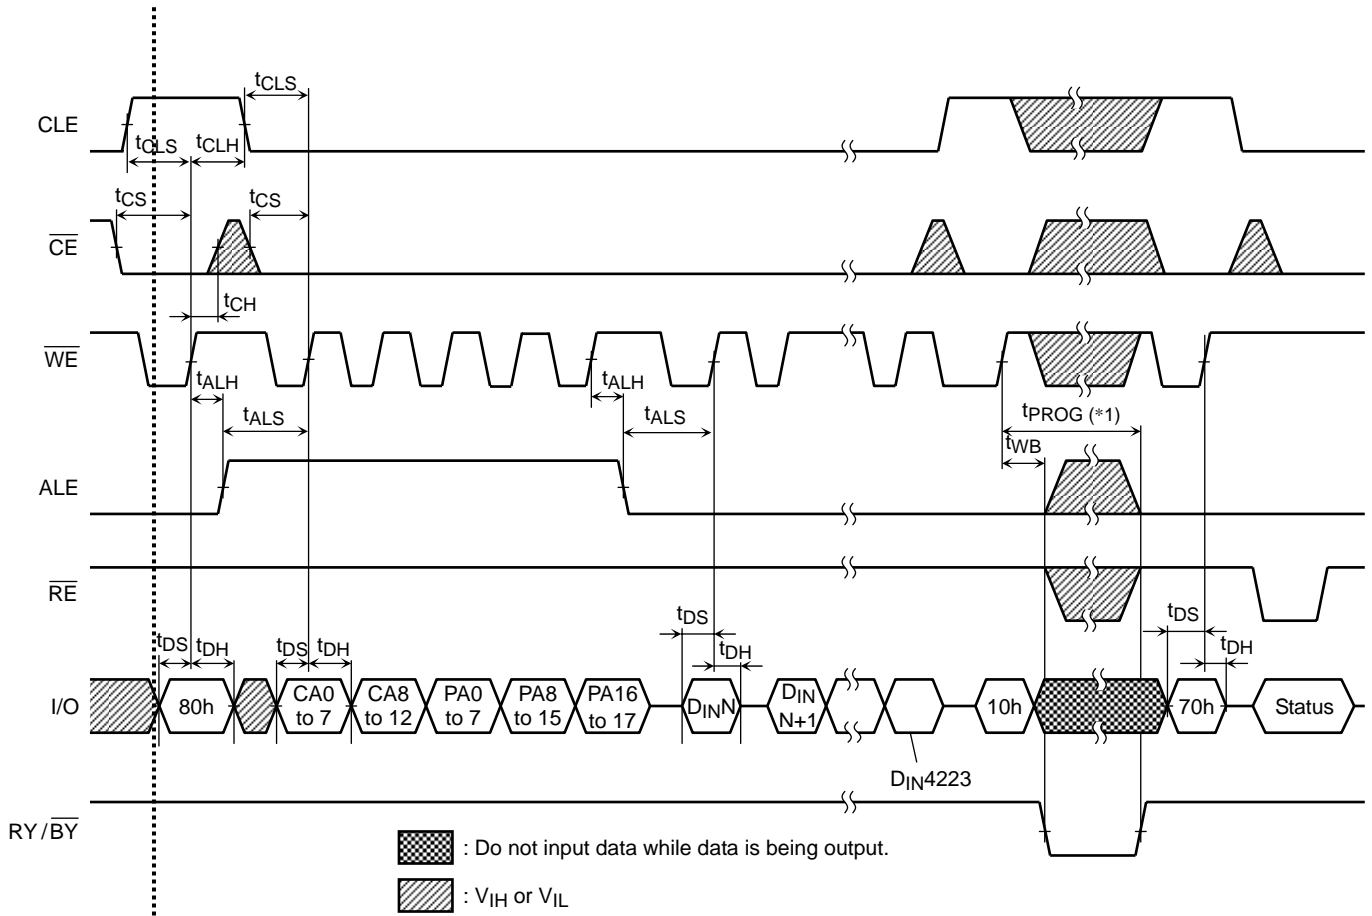 tCLS
CLE
tCLS
tCLH
tCS
tCS
CE
tCH
WE
tALH
tALH
tALS
tALS
tPROG (*1)
tWB
ALE
RE
tDS
tDH
tDS
tDH
tDS
tDH
tDS
tDH
I/O
80h
CA0
to 7
CA8
to 12
PA0
to 7
PA8
to 15
PA16
to 17
DINN
DIN
N+1
10h
70h
Status
DIN4223
RY/BY
: Do not input data while data is being output.
: VIH or VIL